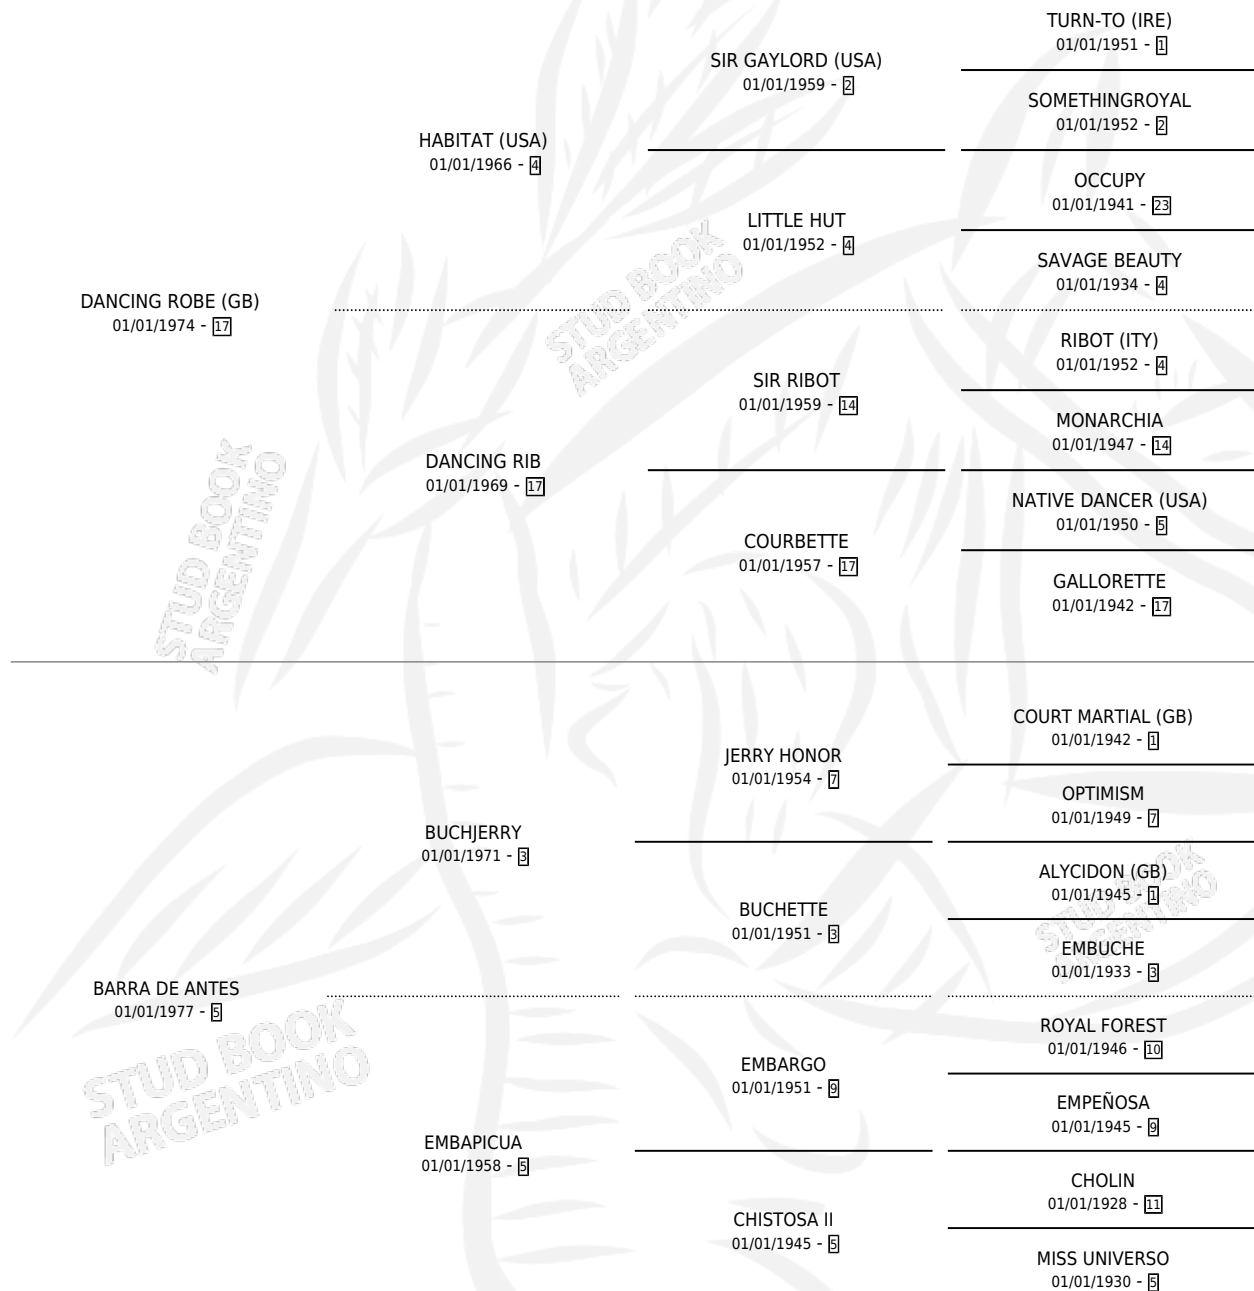 TURN-TO (IRE)
01/01/1951 - 1
SIR GAYLORD (USA)
01/01/1959 - 2
SOMETHINGROYAL
01/01/1952 - 2
HABITAT (USA)
01/01/1966 - 4
OCCUPY
01/01/1941 - 23
LITTLE HUT
01/01/1952 - 4
SAVAGE BEAUTY
01/01/1934 - 4
DANCING ROBE (GB)
01/01/1974 - 17
RIBOT (ITY)
01/01/1952 - 4
SIR RIBOT
01/01/1959 - 14
MONARCHIA
01/01/1947 - 14
DANCING RIB
01/01/1969 - 17
NATIVE DANCER (USA)
01/01/1950 - 5
COURBETTE
01/01/1957 - 17
GALLORETTE
01/01/1942 - 17
COURT MARTIAL (GB)
01/01/1942 - 1
JERRY HONOR
01/01/1954 - 7
OPTIMISM
01/01/1949 - 7
BUCHJERRY
01/01/1971 - 3
ALYCIDON (GB)
01/01/1945 - 1
BUCHETTE
01/01/1951 - 3
EMBUCHE
01/01/1933 - 3
BARRA DE ANTES
01/01/1977 - 5
ROYAL FOREST
01/01/1946 - 10
EMBARGO
01/01/1951 - 9
EMPEÑOSA
01/01/1945 - 9
EMBAPICUA
01/01/1958 - 5
CHOLIN
01/01/1928 - 11
CHISTOSA II
01/01/1945 - 5
MISS UNIVERSO
01/01/1930 - 5
STUD BOOK
ARGENTINO
STUD BOOK
ARGENTINO
STUD BOOK
ARGENTINO
STUD BOOK
ARGENTINO